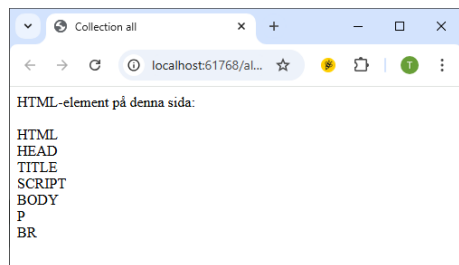 Collection all
localhost:61768/al...
T
HTML-element på denna sida:
HTML
HEAD
TITLE
SCRIPT
BODY
P
BR